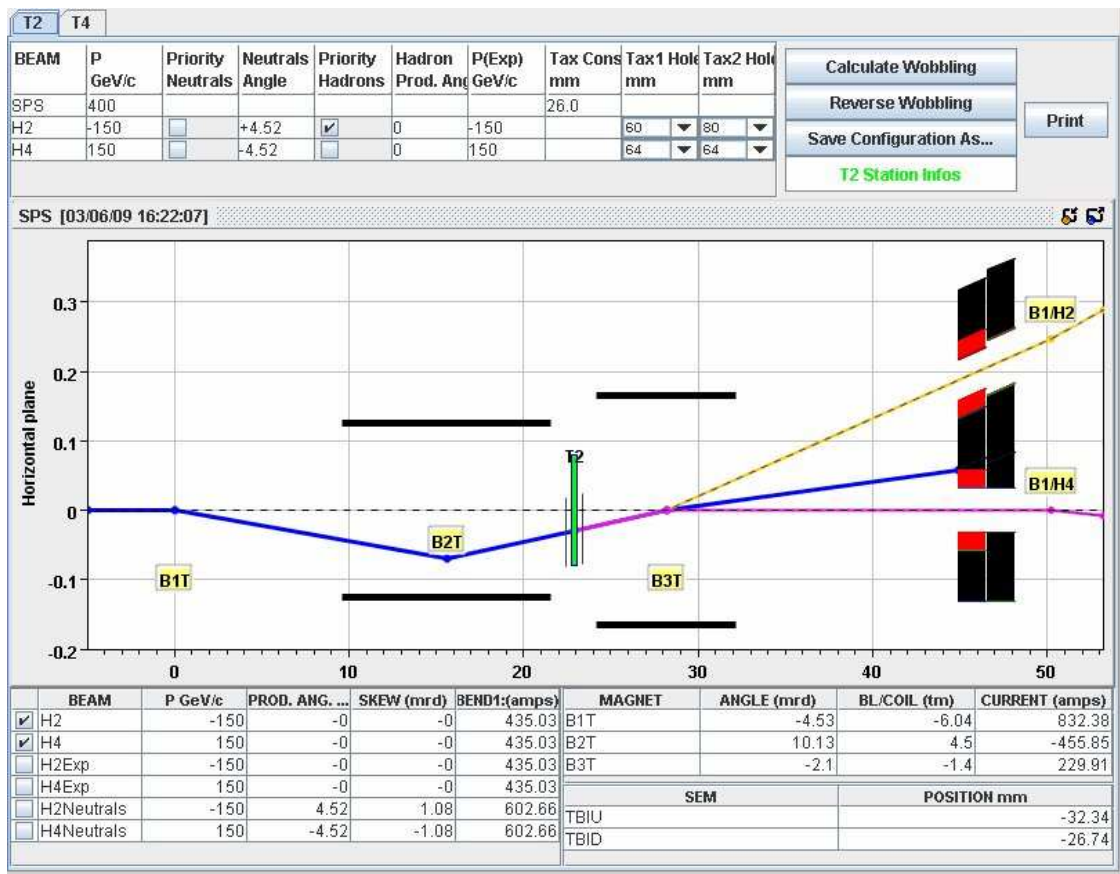 T2 T4
BEAM P GeV/c Priority Neutrals Neutrals Angle Priority Hadrons Hadron Prod. Ang P(Exp) GeV/c Tax Cons mm Tax1 Hole mm Tax2 Hol mm
SPS 400 26.0
H2 -150 +4.52 0 -150 60 80
H4 150 -4.52 0 150 64 64
Calculate Wobbling
Reverse Wobbling
Save Configuration As...
T2 Station Infos
Print
SPS [03/06/09 16:22:07]
Horizontal plane
0.3
0.2
0.1
0
-0.1
-0.2
B1/H2
T2
B1/H4
B2T
B1T
B3T
0 10 20 30 40 50
BEAM P GeV/c PROD. ANG. ... SKEW (mrd) BEND1:(amps)
H2 -150 -0 -0 435.03
H4 150 -0 -0 435.03
H2Exp -150 -0 -0 435.03
H4Exp 150 -0 -0 435.03
H2Neutrals -150 4.52 1.08 602.66
H4Neutrals 150 -4.52 -1.08 602.66
MAGNET ANGLE (mrd) BL/COIL (tm) CURRENT (amps)
B1T -4.53 -6.04 832.38
B2T 10.13 4.5 -455.85
B3T -2.1 -1.4 229.91
SEM POSITION mm
TBIU -32.34
TBID -26.74